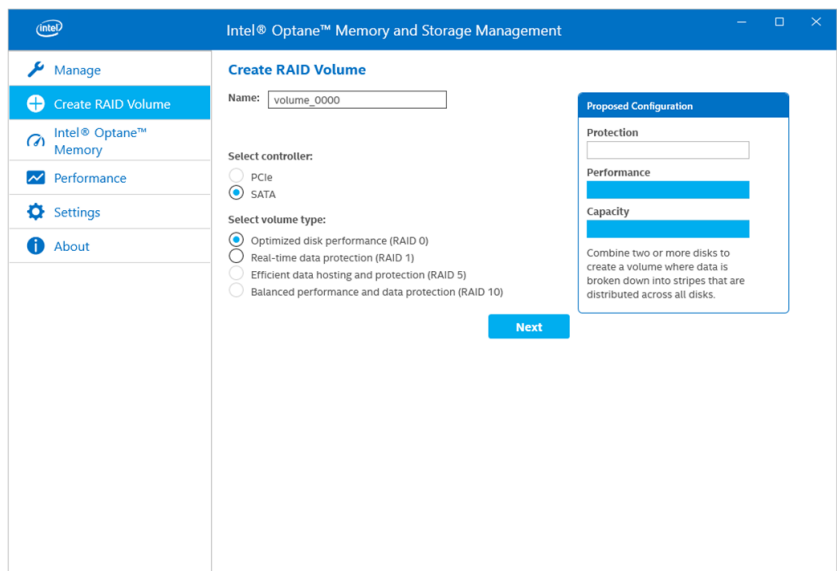 intel
Intel® Optane™ Memory and Storage Management
Manage
Create RAID Volume
Intel® Optane™
Memory
Performance
Settings
About
Create RAID Volume
Name: volume_0000
Select controller:
PCIe
SATA
Select volume type:
Optimized disk performance (RAID 0)
Real-time data protection (RAID 1)
Efficient data hosting and protection (RAID 5)
Balanced performance and data protection (RAID 10)
Next
Proposed Configuration
Protection
Performance
Capacity
Combine two or more disks to
create a volume where data is
broken down into stripes that are
distributed across all disks.